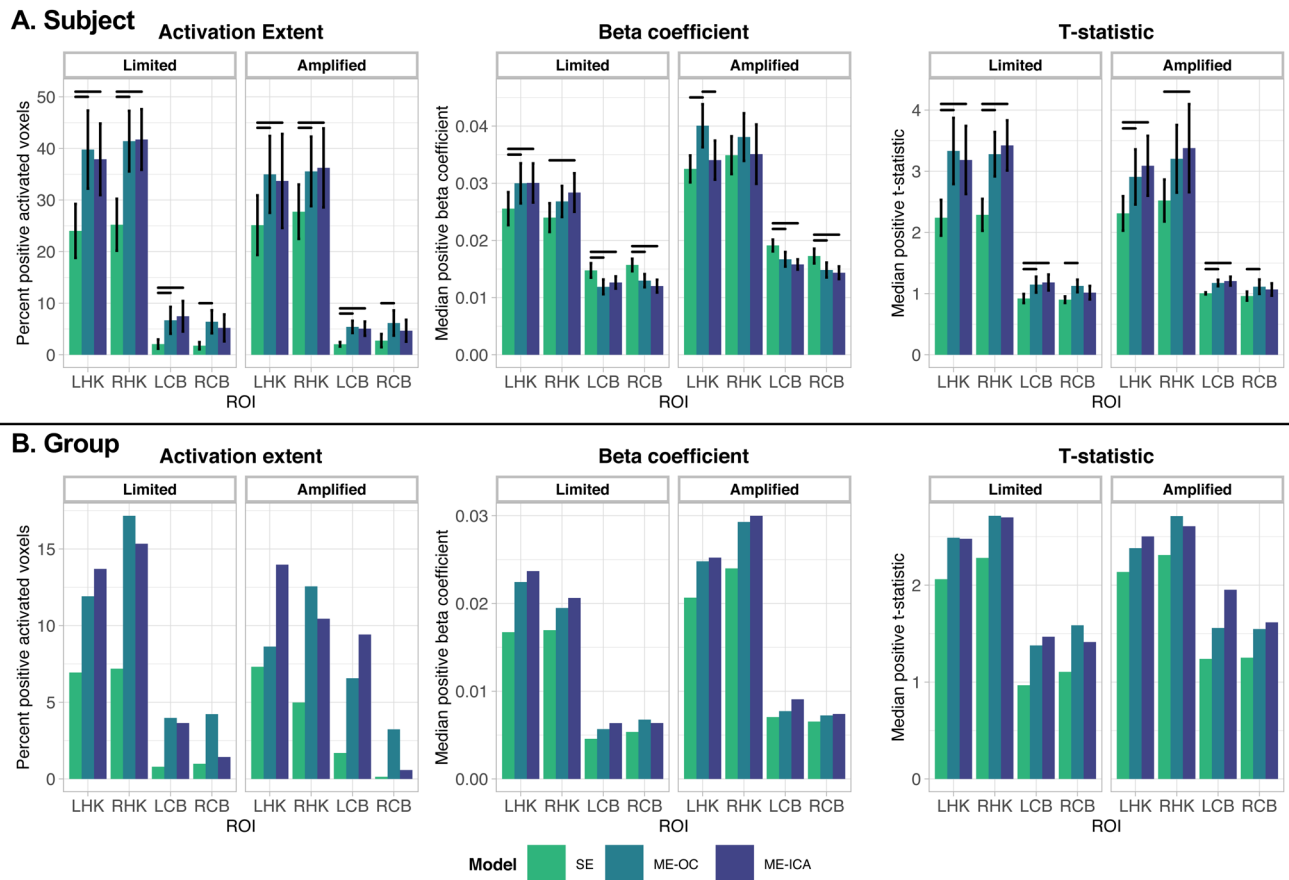 A. Subject
Activation Extent
Limited
Amplified
Percent positive activated voxels
50
40
30
20
10
0
LHK RHK LCB RCB
LHK RHK LCB RCB
ROI
Beta coefficient
Limited
Amplified
Median positive beta coefficient
0.04
0.03
0.02
0.01
0.00
LHK RHK LCB RCB
LHK RHK LCB RCB
ROI
T-statistic
Limited
Amplified
Median positive t-statistic
4
3
2
1
0
LHK RHK LCB RCB
LHK RHK LCB RCB
ROI
B. Group
Activation extent
Limited
Amplified
Percent positive activated voxels
15
10
5
0
LHK RHK LCB RCB
LHK RHK LCB RCB
ROI
Beta coefficient
Limited
Amplified
Median positive beta coefficient
0.03
0.02
0.01
0.00
LHK RHK LCB RCB
LHK RHK LCB RCB
ROI
T-statistic
Limited
Amplified
Median positive t-statistic
2
1
0
LHK RHK LCB RCB
LHK RHK LCB RCB
ROI
Model SE ME-OC ME-ICA